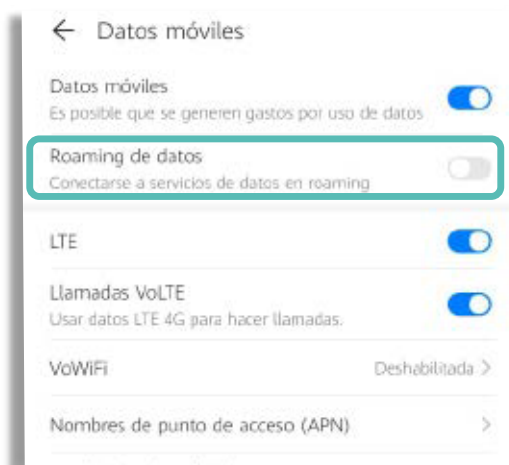 ← Datos móviles
Datos móviles
Es posible que se generen gastos por uso de datos
Roaming de datos
Conectarse a servicios de datos en roaming
LTE
Llamadas VoLTE
Usar datos LTE 4G para hacer llamadas.
VoWiFi Deshabilitada >
Nombres de punto de acceso (APN) >